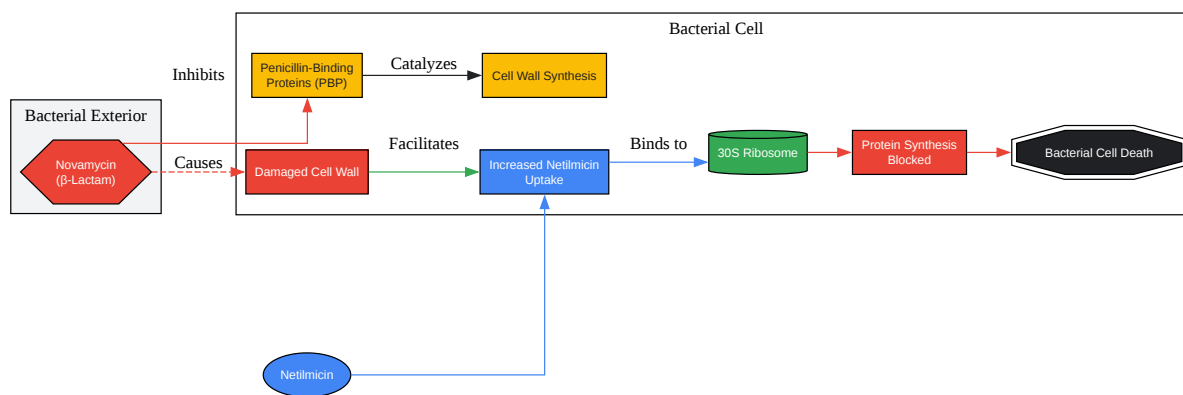 Bacterial Cell
Inhibits
Penicillin-Binding
Proteins (PBP)
Catalyzes
Cell Wall Synthesis
Bacterial Exterior
Novamycin
(β-Lactam)
Causes
Damaged Cell Wall
Facilitates
Increased Netilmicin
Uptake
Binds to
30S Ribosome
Protein Synthesis
Blocked
Bacterial Cell Death
Netilmicin